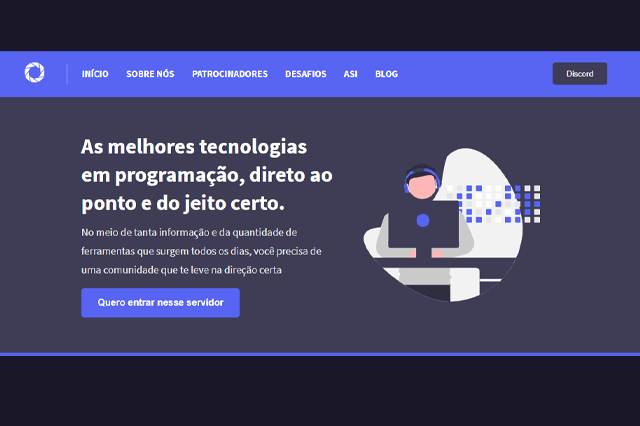 INÍCIO SOBRE NÓS PATROCINADORES DESAFIOS ASI BLOG Discord
As melhores tecnologias
em programação, direto ao
ponto e do jeito certo.
No meio de tanta informação e da quantidade de
ferramentas que surgem todos os dias, você precisa de
uma comunidade que te leve na direção certa
Quero entrar nesse servidor